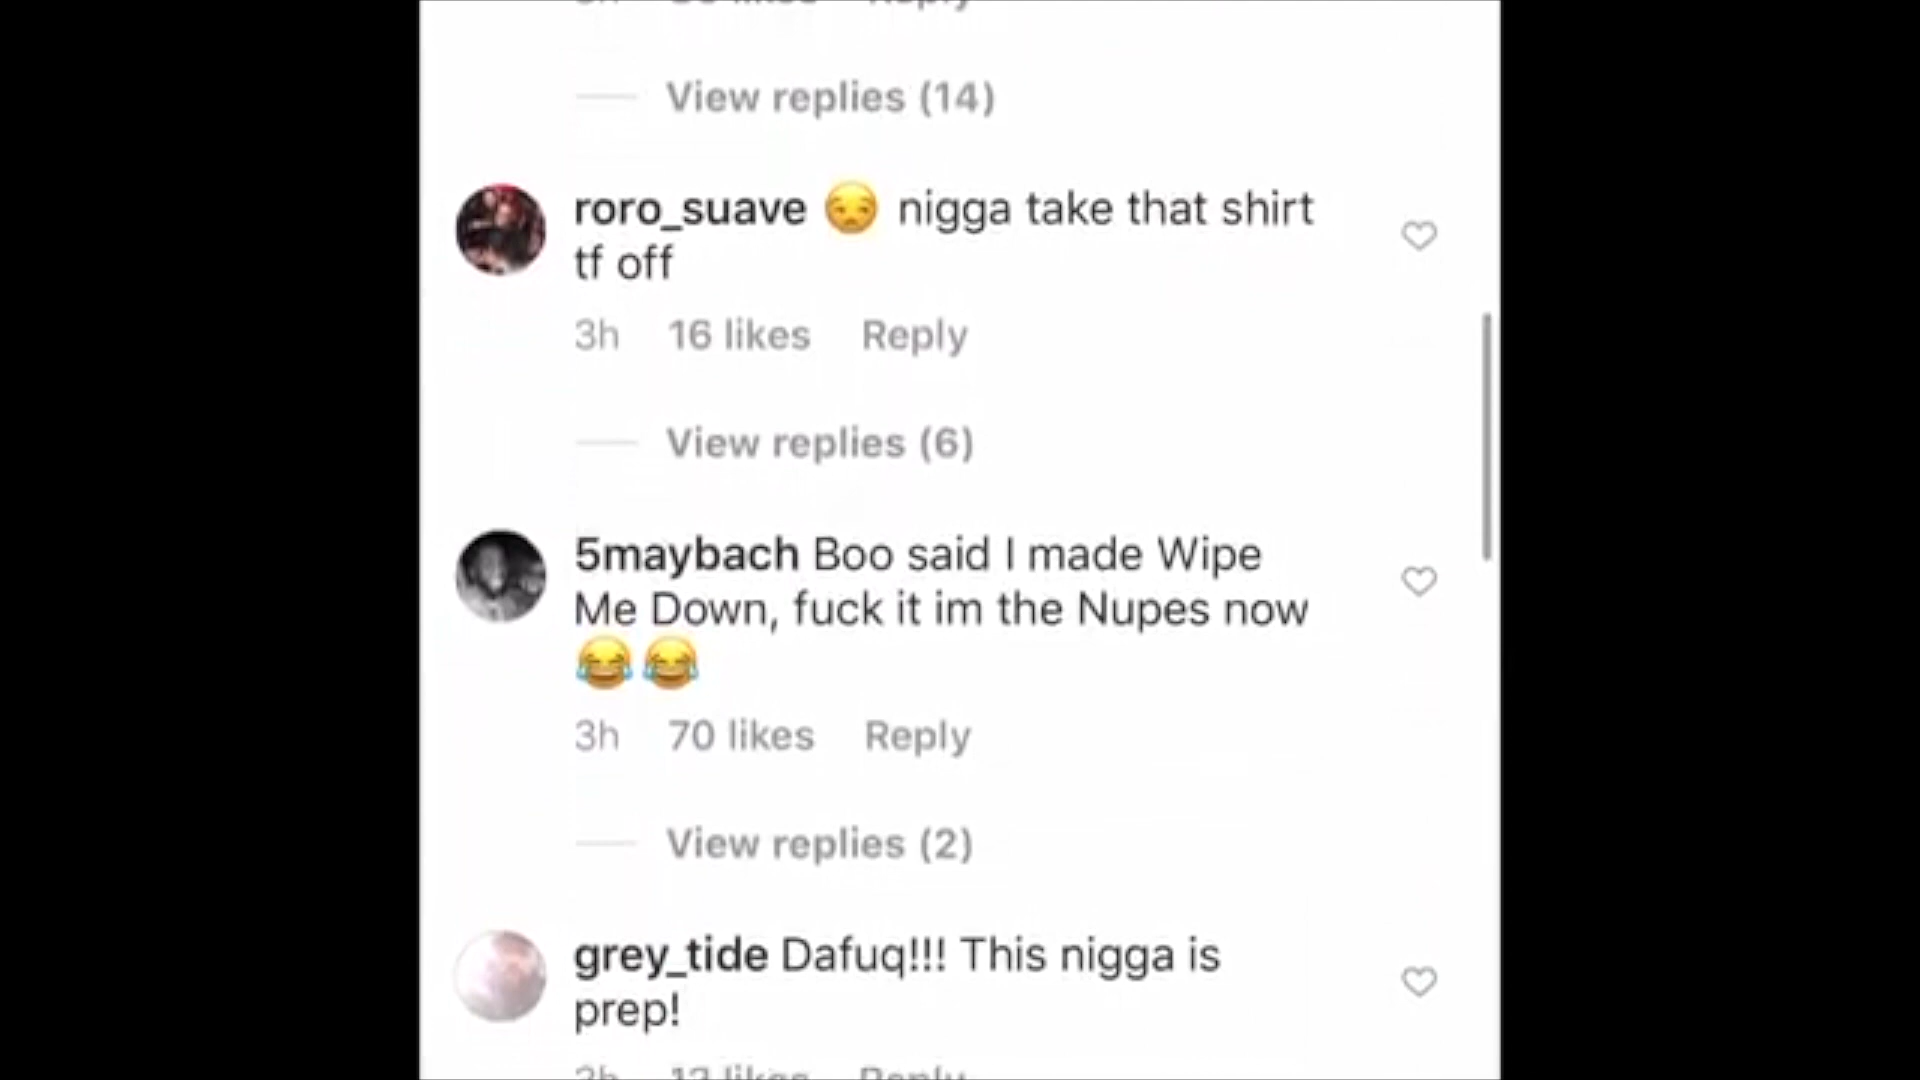 View replies (14)
roro_suave 😒 nigga take that shirt
tf off
3h 16 likes Reply
View replies (6)
5maybach Boo said I made Wipe
Me Down, fuck it im the Nupes now
😂😂
3h 70 likes Reply
View replies (2)
grey_tide Dafuq!!! This nigga is
prep!